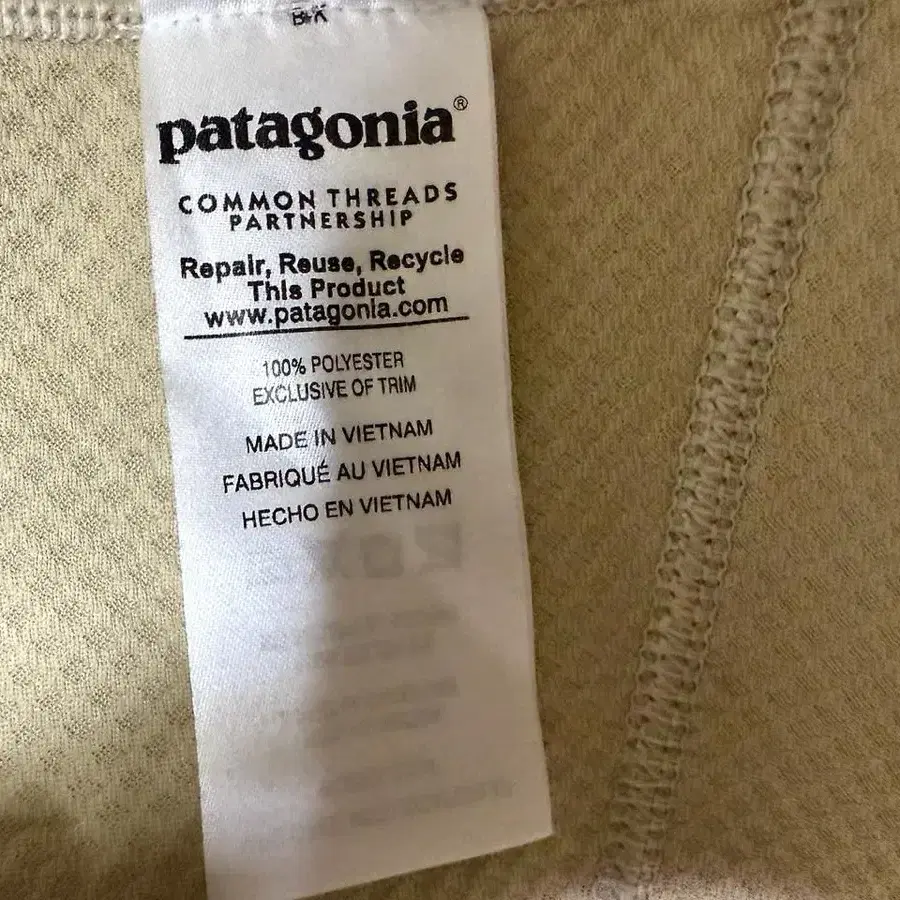 B+K
patagonia®
COMMON THREADS
PARTNERSHIP
Repair, Reuse, Recycle
This Product
www.patagonia.com
100% POLYESTER
EXCLUSIVE OF TRIM
MADE IN VIETNAM
FABRIQUÉ AU VIETNAM
HECHO EN VIETNAM